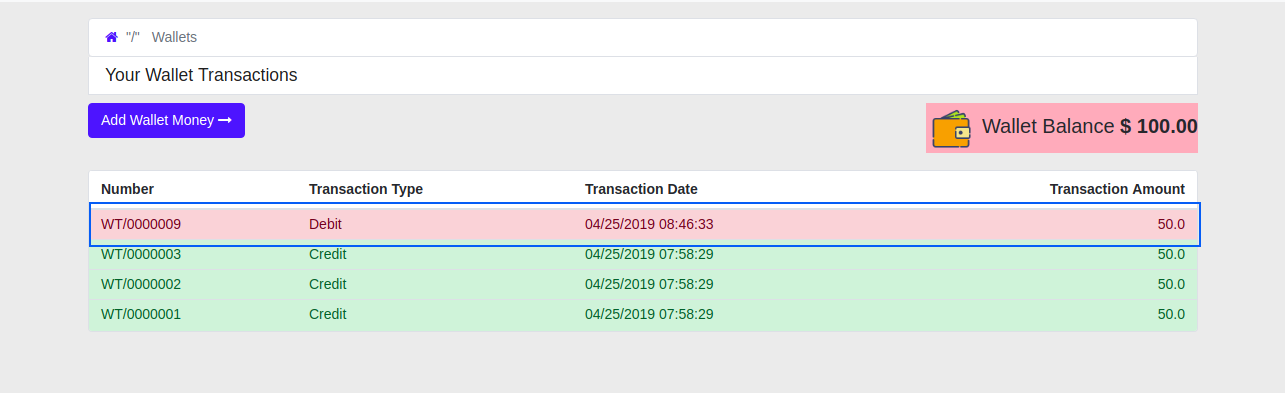 "/" Wallets
Your Wallet Transactions
Add Wallet Money
Wallet Balance $ 100.00
Number Transaction Type Transaction Date Transaction Amount
WT/0000009 Debit 04/25/2019 08:46:33 50.0
WT/0000003 Credit 04/25/2019 07:58:29 50.0
WT/0000002 Credit 04/25/2019 07:58:29 50.0
WT/0000001 Credit 04/25/2019 07:58:29 50.0